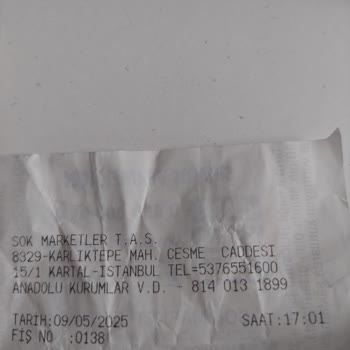 SOK MARKETLER T.A.S.
8329-KARLIKTEPE MAH. CESME CADDESI
15/1 KARTAL-ISTANBUL TEL=5376551600
ANADOLU KURUMLAR V.D. - 814 013 1899
TARIH:09/05/2025 SAAT:17:01
FİŞ NO :0138